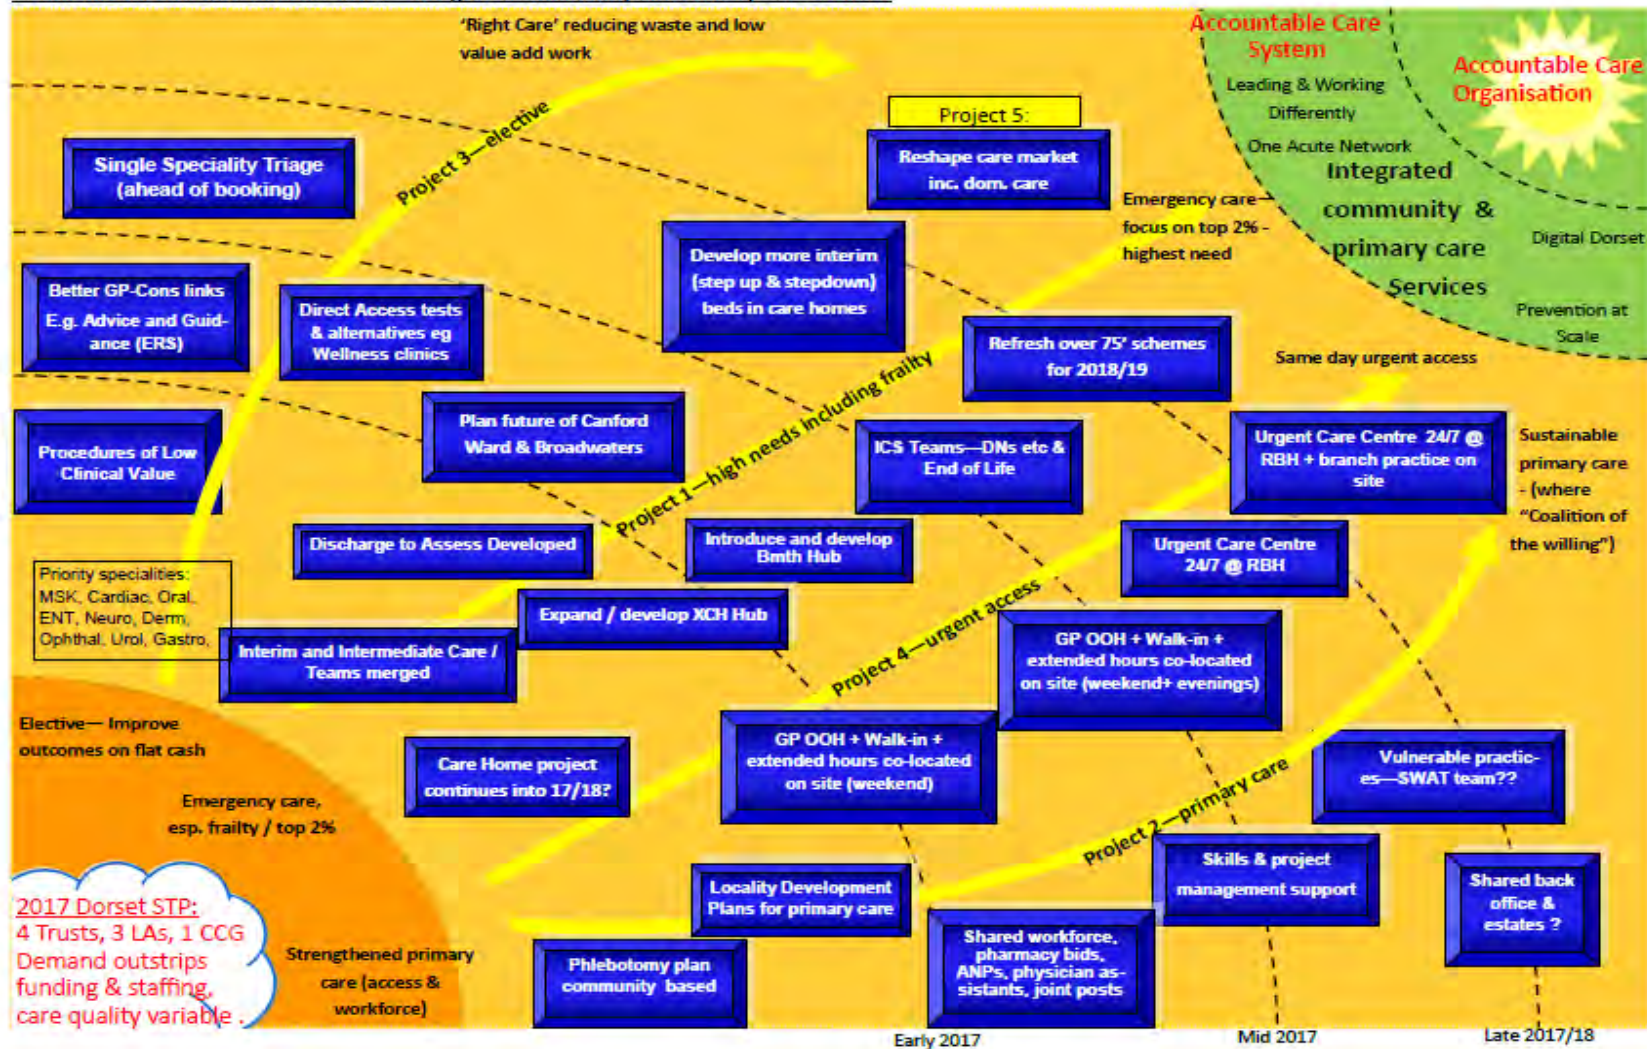 'Right Care' reducing waste and low
value add work
Accountable Care
System
Leading & Working
Differently
One Acute Network
Integrated
community &
primary care
Services
Accountable Care
Organisation
Digital Dorset
Prevention at
Scale
Project 5:
Reshape care market
inc. dom. care
Project 3—elective
Single Speciality Triage
(ahead of booking)
Emergency care—
focus on top 2% -
highest need
Develop more interim
(step up & stepdown)
beds in care homes
Better GP-Cons links
E.g. Advice and Guid-
ance (ERS)
Direct Access tests
& alternatives eg
Wellness clinics
Refresh over 75' schemes
for 2018/19
Same day urgent access
Project 1—high needs including frailty
Plan future of Canford
Ward & Broadwaters
ICS Teams—DNs etc &
End of Life
Urgent Care Centre 24/7 @
RBH + branch practice on
site
Sustainable
primary care
- (where
"Coalition of
the willing")
Procedures of Low
Clinical Value
Discharge to Assess Developed
Introduce and develop
Bmth Hub
Urgent Care Centre
24/7 @ RBH
Priority specialities:
MSK, Cardiac, Oral,
ENT, Neuro, Derm,
Ophthal, Urol, Gastro,
Expand / develop XCH Hub
Interim and Intermediate Care /
Teams merged
Project 4—urgent access
GP OOH + Walk-in +
extended hours co-located
on site (weekend+ evenings)
Elective— Improve
outcomes on flat cash
Care Home project
continues into 17/18?
GP OOH + Walk-in +
extended hours co-located
on site (weekend)
Vulnerable practic-
es—SWAT team??
Emergency care,
esp. frailty / top 2%
Project 2—primary care
Skills & project
management support
Shared back
office &
estates ?
Locality Development
Plans for primary care
2017 Dorset STP:
4 Trusts, 3 LAs, 1 CCG
Demand outstrips
funding & staffing,
care quality variable .
Strengthened primary
care (access &
workforce)
Phlebotomy plan
community based
Shared workforce,
pharmacy bids,
ANPs, physician as-
sistants, joint posts
Early 2017
Mid 2017
Late 2017/18